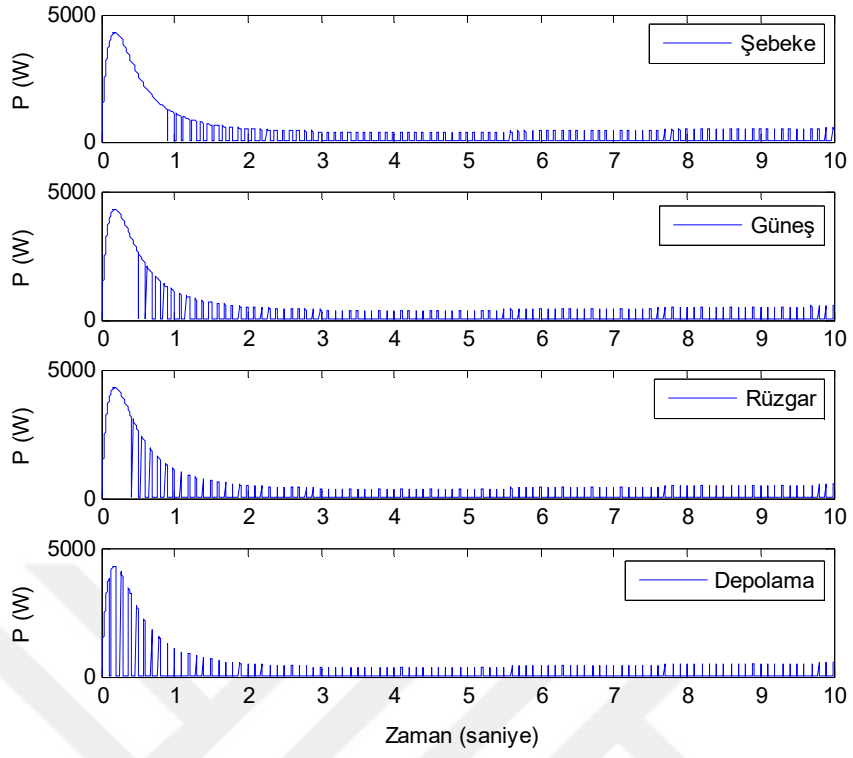 5000
Şebeke
P (W)
0
0 1 2 3 4 5 6 7 8 9 10
5000
Güneş
P (W)
0
0 1 2 3 4 5 6 7 8 9 10
5000
Rüzgar
P (W)
0
0 1 2 3 4 5 6 7 8 9 10
5000
Depolama
P (W)
0
0 1 2 3 4 5 6 7 8 9 10
Zaman (saniye)